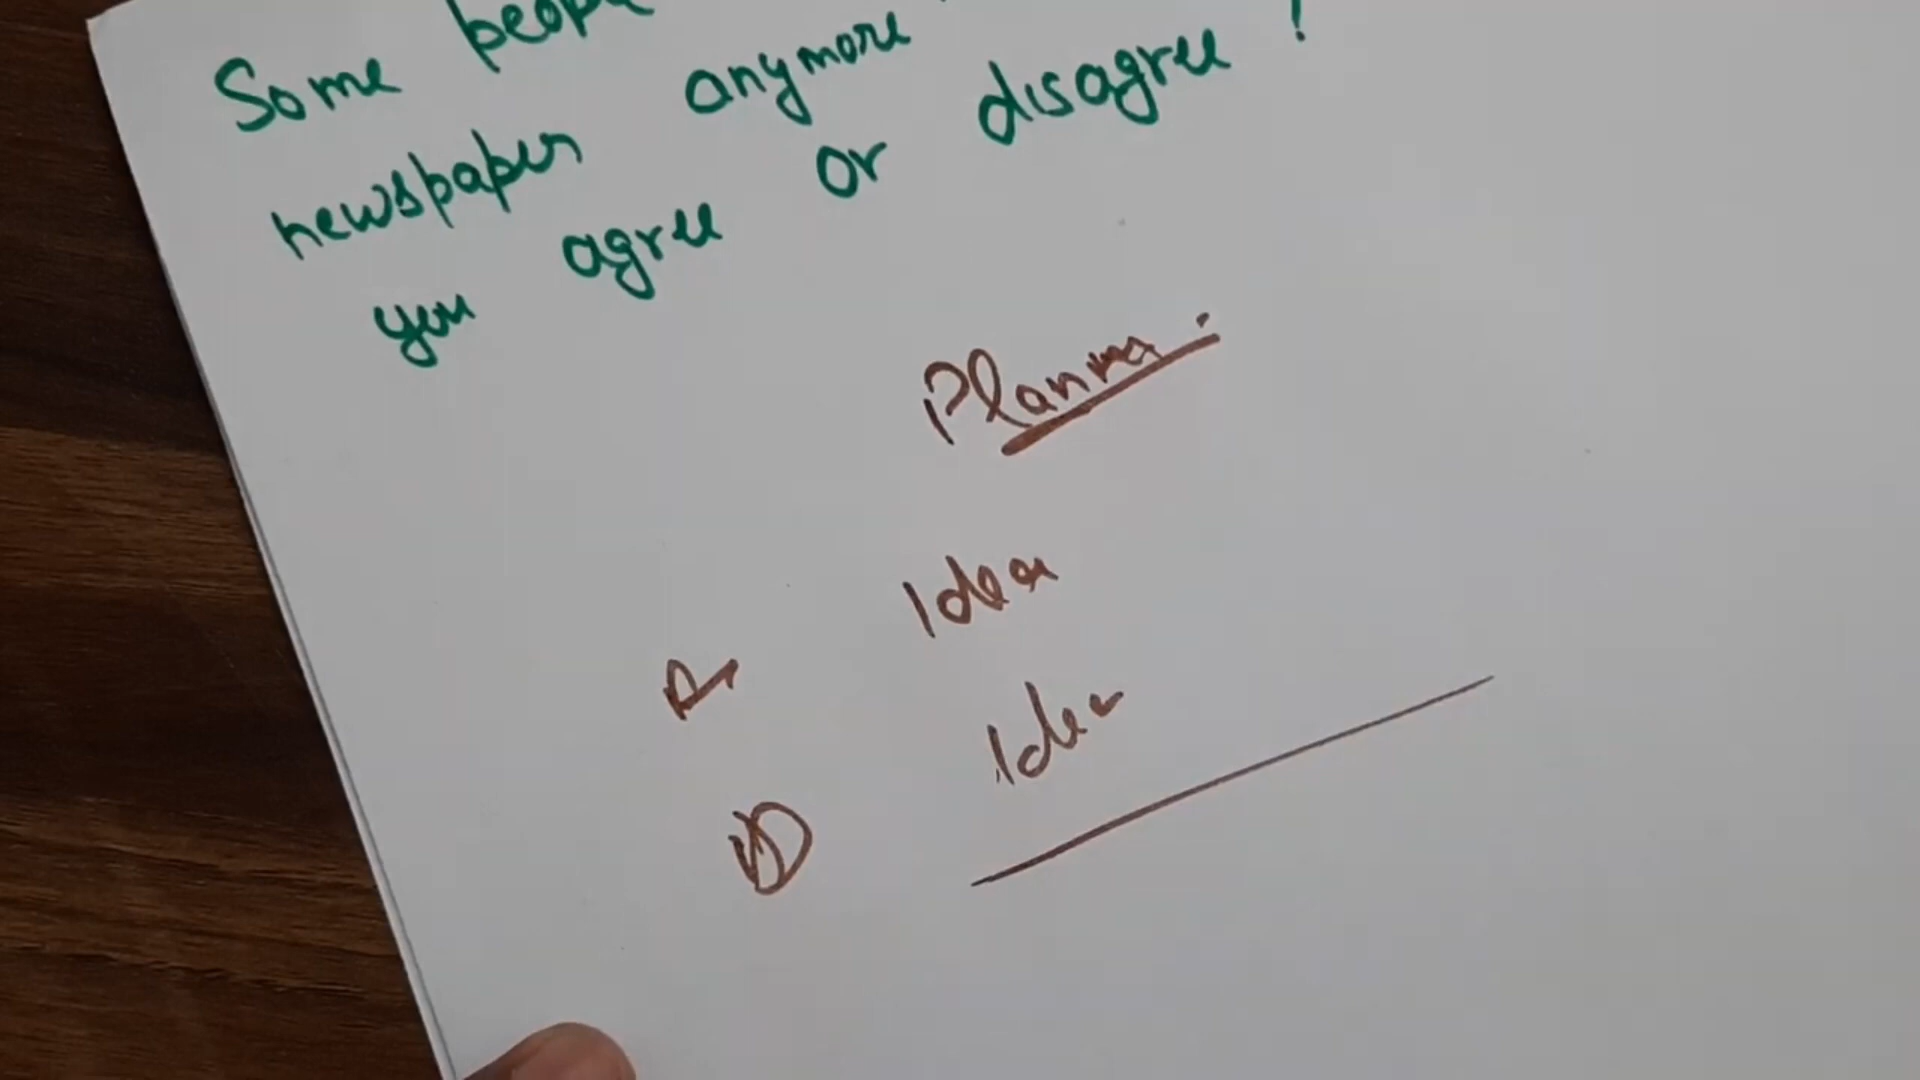 Some
newspaper anymore
you agree or disagree ?
Planning
Idea
A
Idea
D